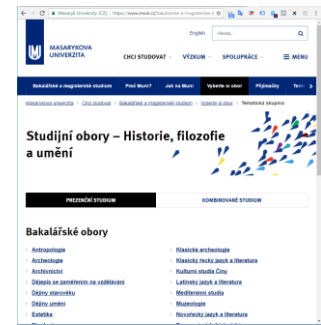 Masaryk University [CZ] | https://www.muni.cz/bakalarske-a-magisterske-s
English
Hledej...
MASARYKOVA
UNIVERZITA
CHCI STUDOVAT
VÝZKUM
SPOLUPRÁCE
MENU
Bakalářské a magisterské studium
Proč Muni?
Jak na Muni
Vyberte si obor
Přijímačky
Masarykova univerzita › Chci studovat › Bakalářské a magisterské studium › Vyberte si obor › Tematická skupina
Studijní obory – Historie, filozofie
a umění
PREZENČNÍ STUDIUM
KOMBINOVANÉ STUDIUM
Bakalářské obory
Antropologie
Archeologie
Archivnictví
Dějepis se zaměřením na vzdělávání
Dějiny starověku
Dějiny umění
Estetika
Klasická archeologie
Klasický řecký jazyk a literatura
Kulturní studia Číny
Latinský jazyk a literatura
Mediteránní studia
Muzeologie
Novořecký jazyk a literatura